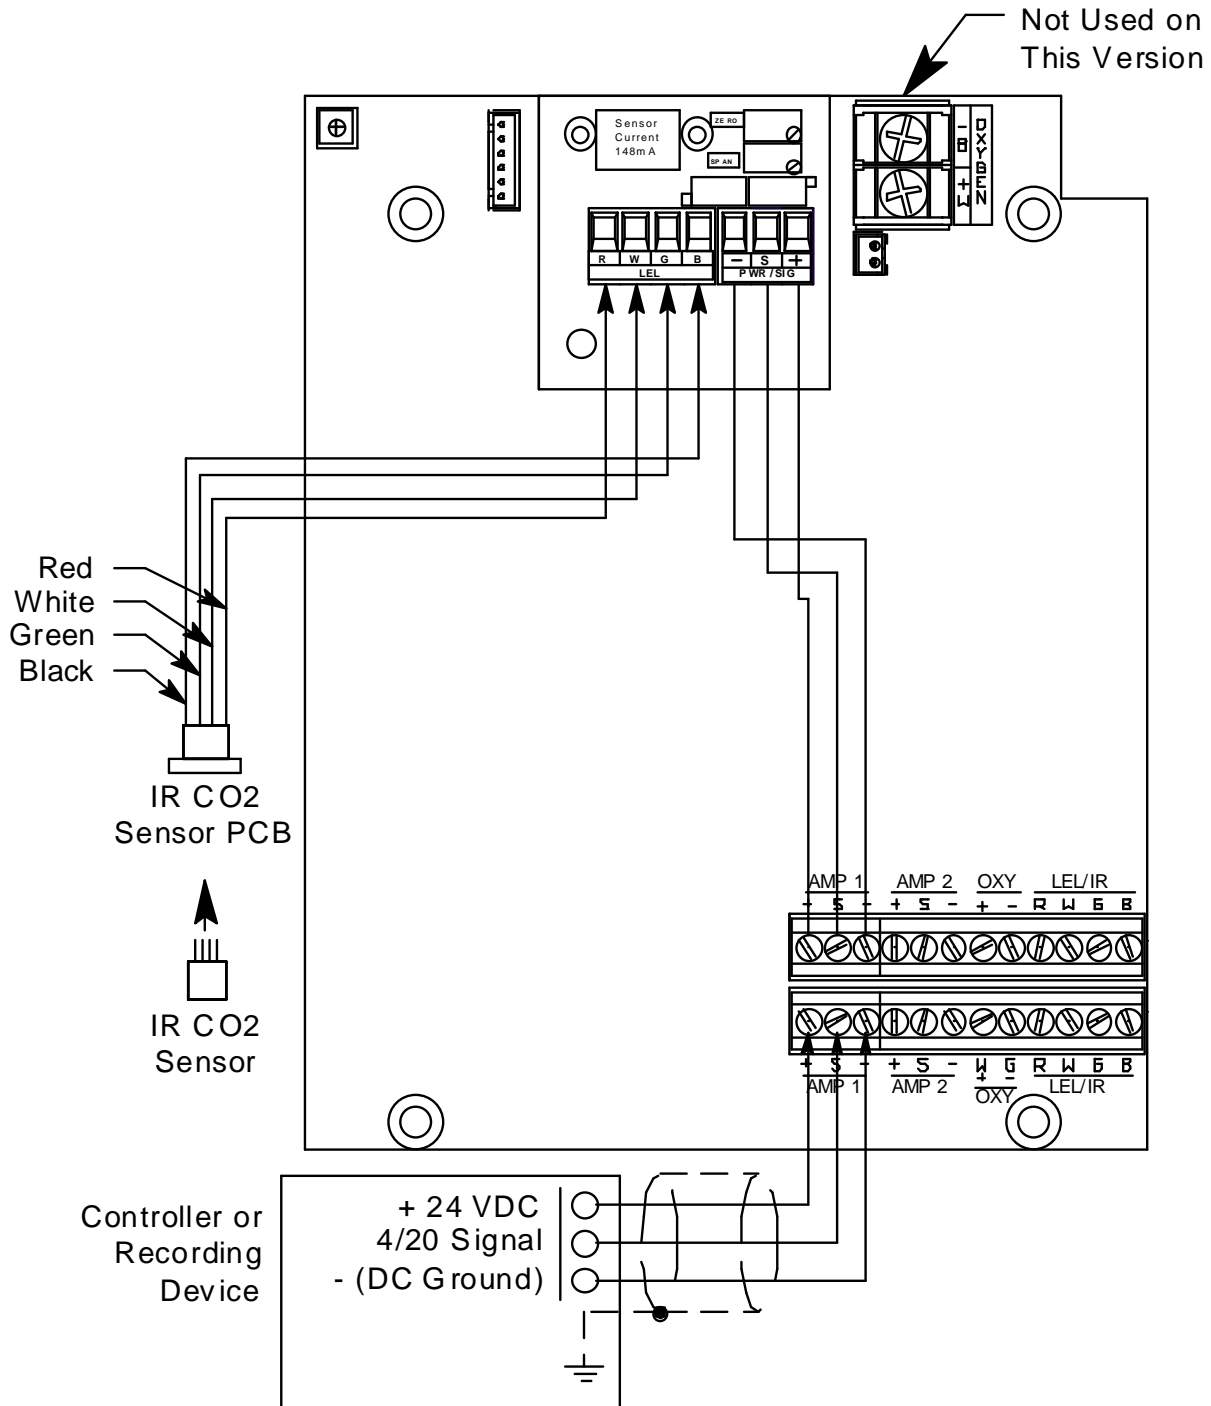 Not Used on
This Version
Sensor
Current
148mA
ZERO
SPAN
- B
+ W
OXYGEN
R W G B
LEL
- S +
PWR/SIG
Red
White
Green
Black
IR CO2
Sensor PCB
IR CO2
Sensor
AMP 1 AMP 2 OXY LEL/IR
+ S - + S - + - R W G B
+ S - + S - W G R W G B
+ -
AMP 1 AMP 2 OXY LEL/IR
Controller or
Recording
Device
+ 24 VDC
4/20 Signal
- (DC Ground)